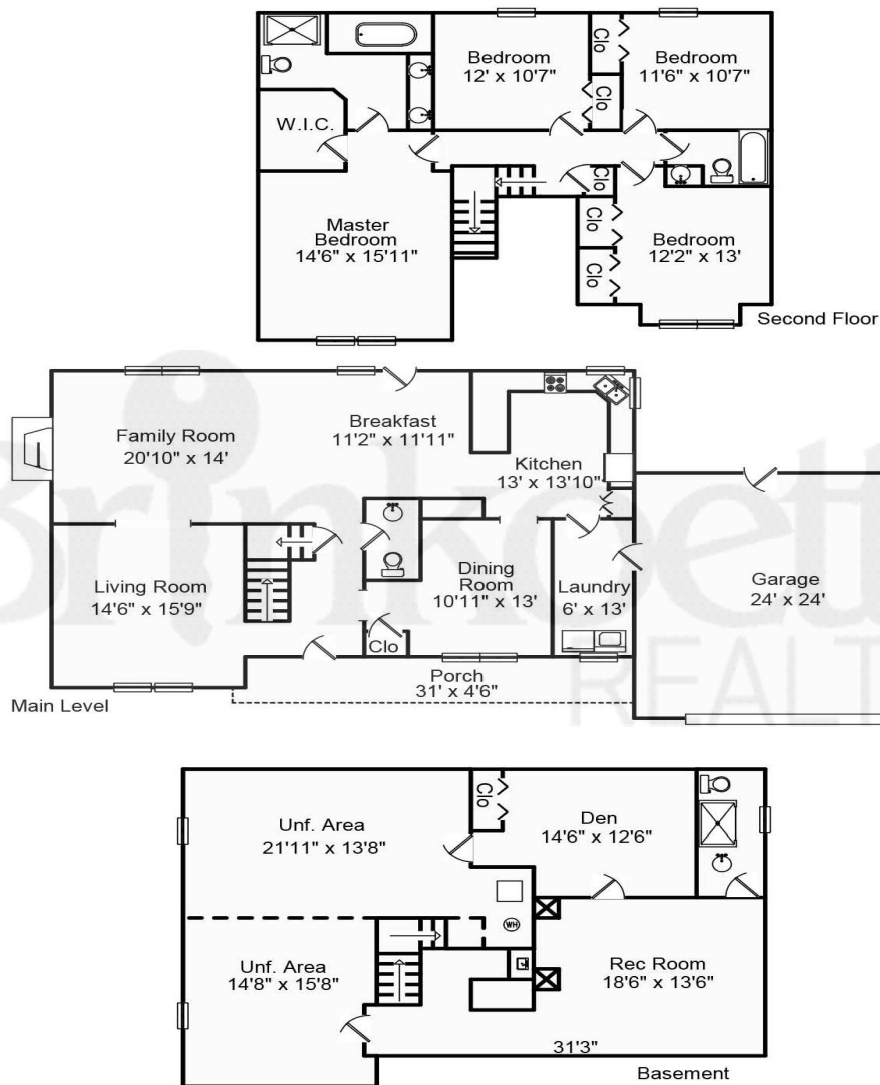 Clo
Bedroom
12' x 10'7"
Bedroom
11'6" x 10'7"
Clo
W.I.C.
Clo
Master
Bedroom
14'6" x 15'11"
Clo
Bedroom
12'2" x 13'
Clo
Second Floor
Family Room
20'10" x 14'
Breakfast
11'2" x 11'11"
Kitchen
13' x 13'10"
Living Room
14'6" x 15'9"
Dining
Room
10'11" x 13'
Laundry
6' x 13'
Garage
24' x 24'
Clo
Porch
31' x 4'6"
Main Level
REALT
Unf. Area
21'11" x 13'8"
Clo
Den
14'6" x 12'6"
WH
Unf. Area
14'8" x 15'8"
Rec Room
18'6" x 13'6"
31'3"
Basement